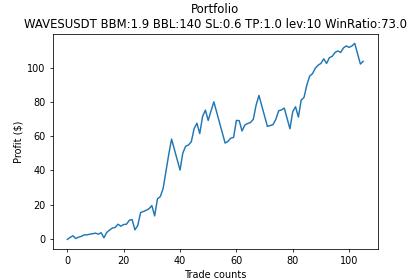 Portfolio
WAVESUSDT BBM:1.9 BBL:140 SL:0.6 TP:1.0 lev:10 WinRatio:73.0
Profit ($)
100
80
60
40
20
0
0 20 40 60 80 100
Trade counts